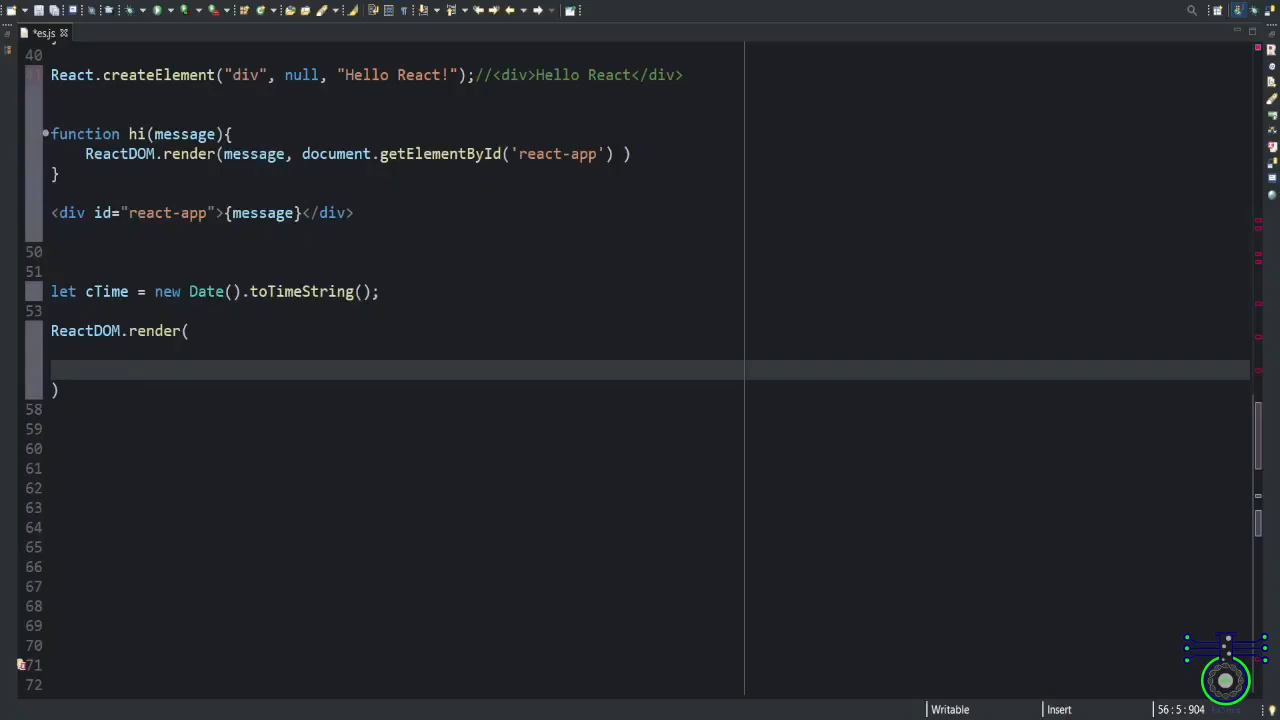 *es.js
40
React.createElement("div", null, "Hello React!");//<div>Hello React</div>
function hi(message){
ReactDOM.render(message, document.getElementById('react-app') )
}
<div id="react-app">{message}</div>
50
51
let cTime = new Date().toTimeString();
53
ReactDOM.render(
)
58
59
60
61
62
63
64
65
66
67
68
69
70
71
72
Writable
Insert
56:5:904